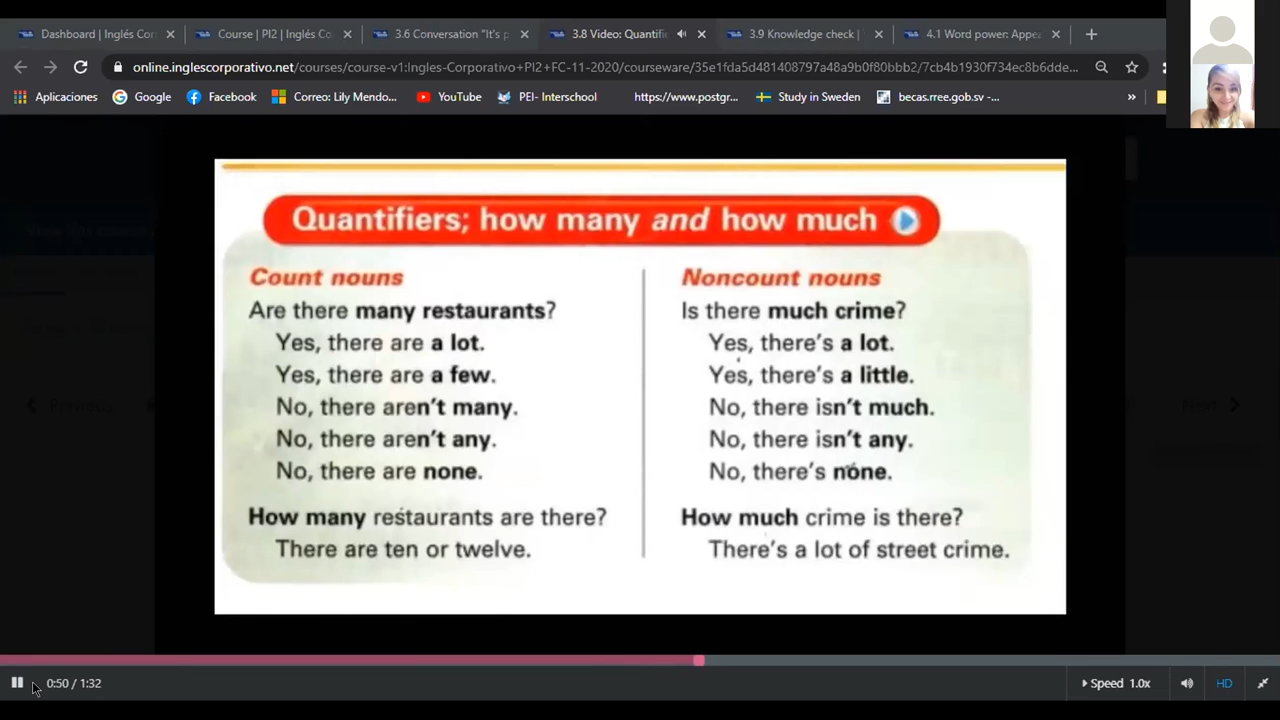 Dashboard | Inglés Cor
Course | PI2 | Inglés Co
3.6 Conversation "It's p
3.8 Video: Quantifi
3.9 Knowledge check |
4.1 Word power: Appea
online.inglescorporativo.net/courses/course-v1:Ingles-Corporativo+PI2+FC-11-2020/courseware/35e1fda5d481408797a48a9b0f80bbb2/7cb4b1930f734ec8b6dde...
Aplicaciones
Google
Facebook
Correo: Lily Mendo...
YouTube
PEI- Interschool
https://www.postgr...
Study in Sweden
becas.rree.gob.sv -...
»
Quantifiers; how many and how much
Count nouns
Are there many restaurants?
Yes, there are a lot.
Yes, there are a few.
No, there aren't many.
No, there aren't any.
No, there are none.
How many restaurants are there?
There are ten or twelve.
Noncount nouns
Is there much crime?
Yes, there's a lot.
Yes, there's a little.
No, there isn't much.
No, there isn't any.
No, there's none.
How much crime is there?
There's a lot of street crime.
Previous
Next
0:50 / 1:32
Speed 1.0x
HD